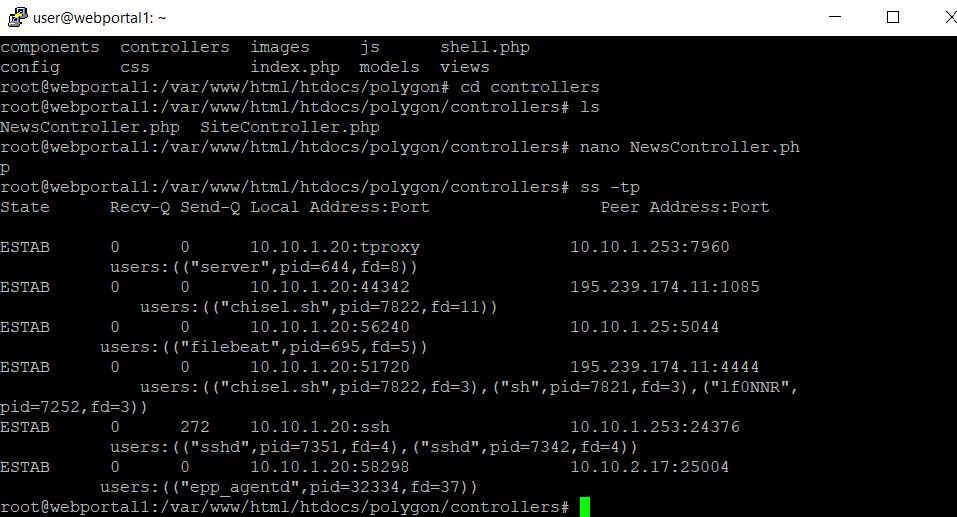 user@webportal1: ~
components  controllers  images     js      shell.php
config      css          index.php  models  views
root@webportal1:/var/www/html/htdocs/polygon# cd controllers
root@webportal1:/var/www/html/htdocs/polygon/controllers# ls
NewsController.php  SiteController.php
root@webportal1:/var/www/html/htdocs/polygon/controllers# nano NewsController.ph
p
root@webportal1:/var/www/html/htdocs/polygon/controllers# ss -tp
State      Recv-Q Send-Q Local Address:Port                 Peer Address:Port
ESTAB      0      0      10.10.1.20:tproxy               10.10.1.253:7960
           users:(("server",pid=644,fd=8))
ESTAB      0      0      10.10.1.20:44342                195.239.174.11:1085
              users:(("chisel.sh",pid=7822,fd=11))
ESTAB      0      0      10.10.1.20:56240                10.10.1.25:5044
          users:(("filebeat",pid=695,fd=5))
ESTAB      0      0      10.10.1.20:51720                195.239.174.11:4444
              users:(("chisel.sh",pid=7822,fd=3),("sh",pid=7821,fd=3),("lf0NNR",
pid=7252,fd=3))
ESTAB      0      272    10.10.1.20:ssh                  10.10.1.253:24376
           users:(("sshd",pid=7351,fd=4),("sshd",pid=7342,fd=4))
ESTAB      0      0      10.10.1.20:58298                10.10.2.17:25004
          users:(("epp_agentd",pid=32334,fd=37))
root@webportal1:/var/www/html/htdocs/polygon/controllers#